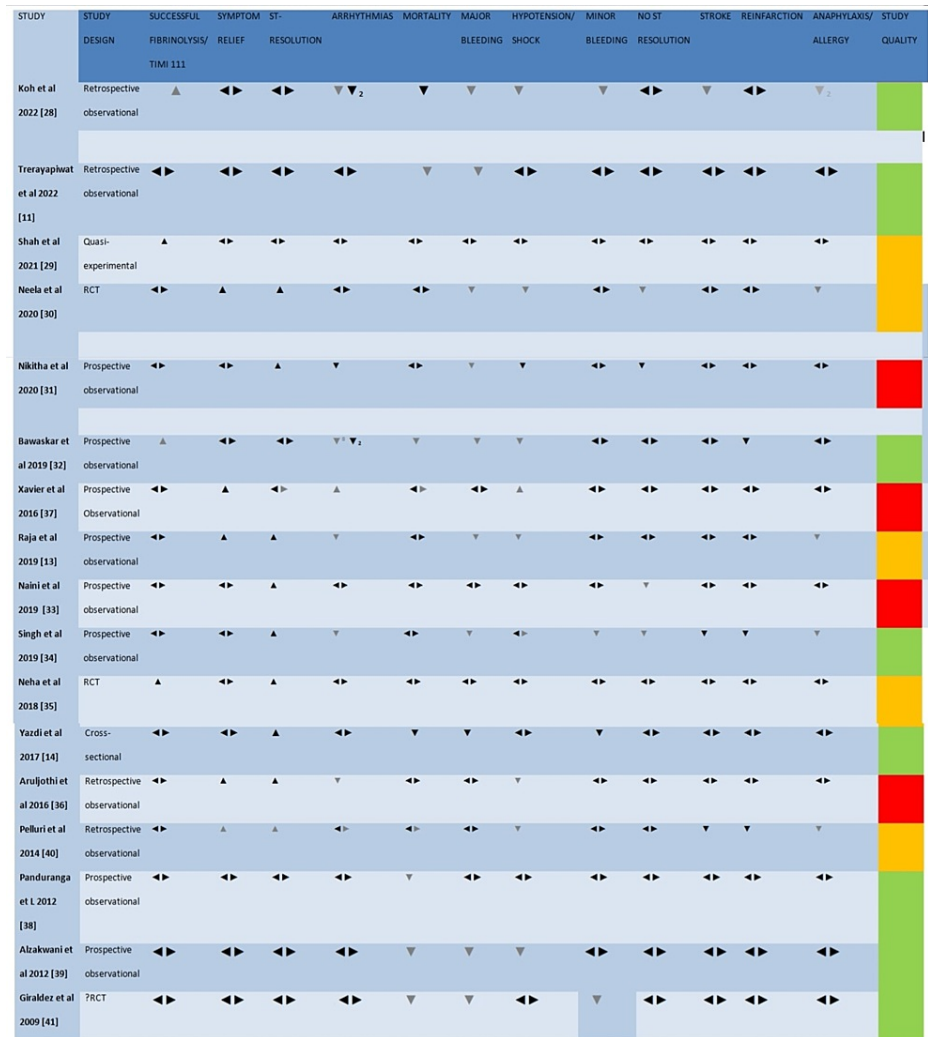 STUDY STUDY SUCCESSFUL SYMPTOM ST- ARRHYTHMIAS MORTALITY MAJOR HYPOTENSION/ MINOR NO ST STROKE REINFARCTION ANAPHYLAXIS/ STUDY
DESIGN FIBRINOLYSIS/ RELIEF RESOLUTION BLEEDING SHOCK BLEEDING RESOLUTION ALLERGY QUALITY
TIMI 111
Koh et al Retrospective ▲ ◄► ◄► ▼▼2 ▼ ▼ ▼ ▼ ◄► ▼ ◄► ▼2
2022 [28] observational
Trerayapiwat Retrospective ◄► ◄► ◄► ◄► ▼ ▼ ◄► ◄► ◄► ◄► ◄► ◄►
et al 2022 observational
[11]
Shah et al Quasi- ▲ ◄► ◄► ◄► ◄► ◄► ◄► ◄► ◄► ◄► ◄► ◄►
2021 [29] experimental
Neela et al RCT ◄► ▲ ▲ ◄► ◄► ▼ ▼ ◄► ▼ ◄► ◄► ▼
2020 [30]
Nikitha et al Prospective ◄► ◄► ▲ ▼ ◄► ▼ ▼ ◄► ▼ ◄► ◄► ◄►
2020 [31] observational
Bawaskar et Prospective ▲ ◄► ◄► ▼ ▼2 ▼ ▼ ▼ ◄► ◄► ◄► ▼ ◄►
al 2019 [32] observational
Xavier et al Prospective ◄► ▲ ◄► ▲ ◄► ◄► ▲ ◄► ◄► ◄► ◄► ◄►
2016 [37] Observational
Raja et al Prospective ◄► ▲ ▲ ▼ ◄► ▼ ▼ ◄► ◄► ◄► ◄► ▼
2019 [13] observational
Naini et al Prospective ◄► ◄► ▲ ◄► ◄► ◄► ◄► ◄► ▼ ◄► ◄► ◄►
2019 [33] observational
Singh et al Prospective ◄► ◄► ▲ ▼ ◄► ▼ ◄► ▼ ▼ ▼ ▼ ▼
2019 [34] observational
Neha et al RCT ▲ ◄► ▲ ◄► ◄► ◄► ◄► ◄► ◄► ◄► ◄► ◄►
2018 [35]
Yazdi et al Cross- ◄► ◄► ▲ ◄► ▼ ▼ ◄► ▼ ◄► ◄► ◄► ◄►
2017 [14] sectional
Aruljothi et Retrospective ◄► ▲ ▲ ▼ ◄► ◄► ▼ ◄► ◄► ◄► ◄► ◄►
al 2016 [36] observational
Pelluri et al Retrospective ◄► ▲ ▲ ◄► ◄► ◄► ▼ ◄► ◄► ▼ ▼ ▼
2014 [40] observational
Panduranga Prospective ◄► ◄► ◄► ◄► ▼ ◄► ◄► ◄► ◄► ◄► ◄► ◄►
et L 2012 observational
[38]
Alzakwani et Prospective ◄► ◄► ◄► ◄► ▼ ▼ ▼ ◄► ◄► ◄► ◄► ◄►
al 2012 [39] observational
Giraldez et al ?RCT ◄► ◄► ◄► ◄► ▼ ▼ ◄► ▼ ◄► ◄► ◄► ◄►
2009 [41]